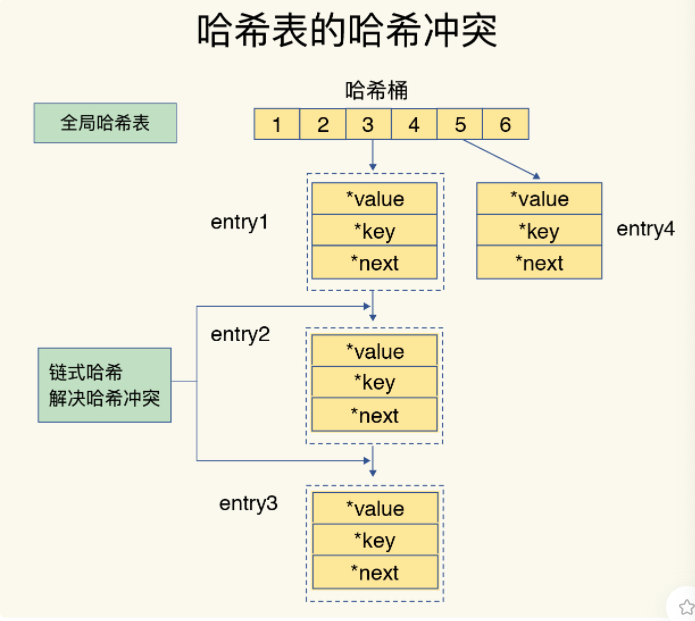 哈希表的哈希冲突
哈希桶
全局哈希表
1 2 3 4 5 6
entry1
*value
*key
*next
*value
*key
*next
entry4
entry2
*value
*key
*next
链式哈希
解决哈希冲突
entry3
*value
*key
*next